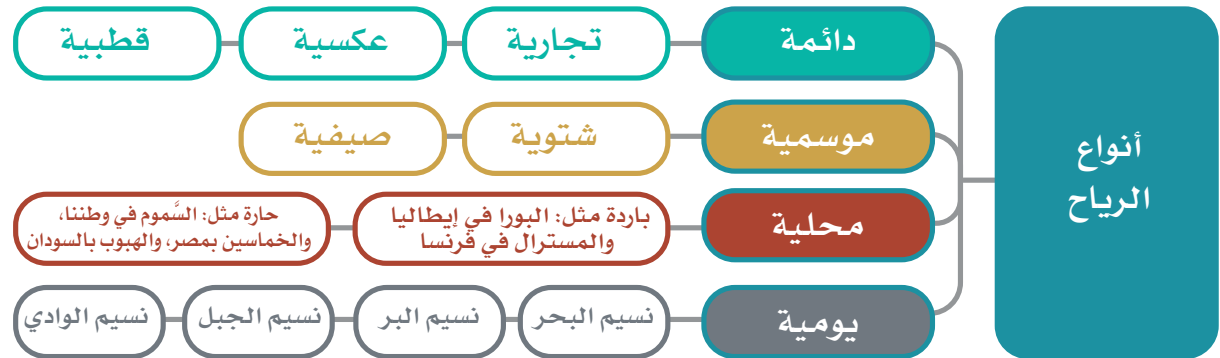 أنواع
الرياح
دائمة
تجارية
عكسية
قطبية
موسمية
شتوية
صيفية
محلية
باردة مثل: البورا في إيطاليا
والمسترال في فرنسا
حارة مثل: السَّموم في وطننا،
والخماسين بمصر، والهبوب بالسودان
يومية
نسيم البحر
نسيم البر
نسيم الجبل
نسيم الوادي